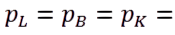 p_L = p_B = p_K =